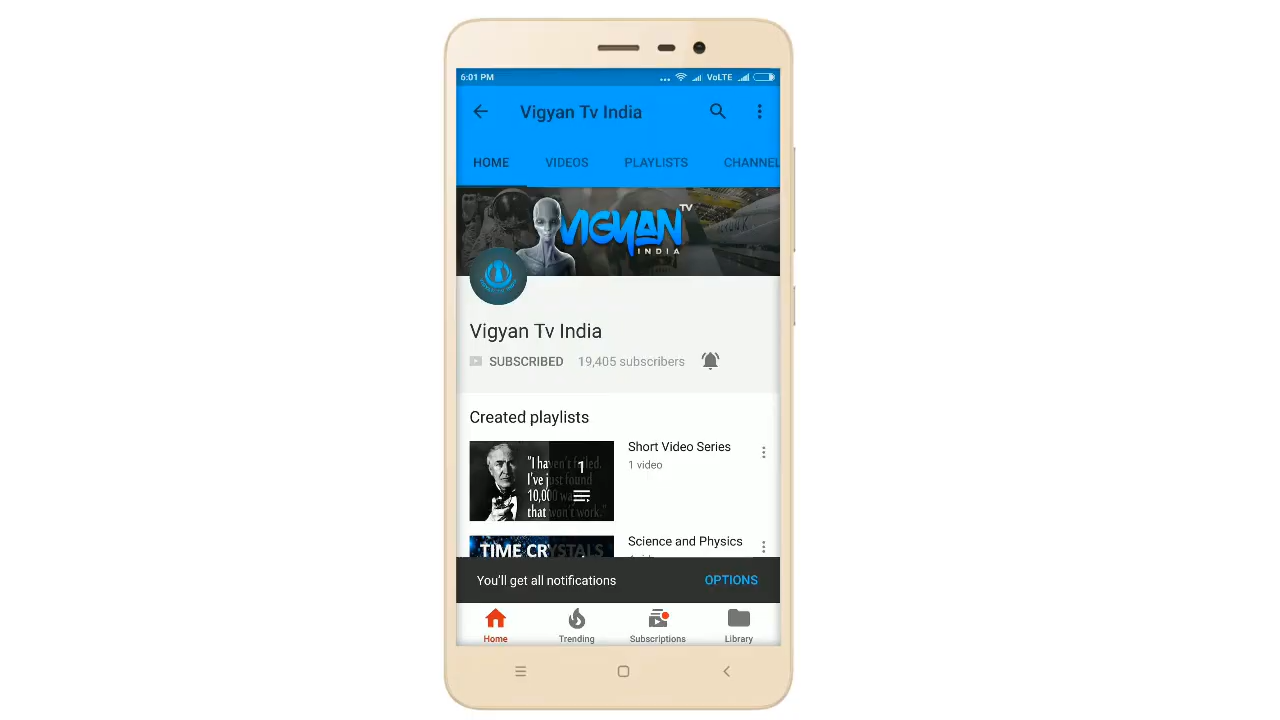 6:01 PM
VoLTE
Vigyan Tv India
HOME VIDEOS PLAYLISTS CHANNEL
VIGYAN TV
INDIA
Vigyan Tv India
SUBSCRIBED 19,405 subscribers
Created playlists
Short Video Series
1 video
1
"I haven't failed.
I've just found
10,000 ways
that won't work."
Science and Physics
TIME CRYSTALS
You'll get all notifications OPTIONS
Home Trending Subscriptions Library